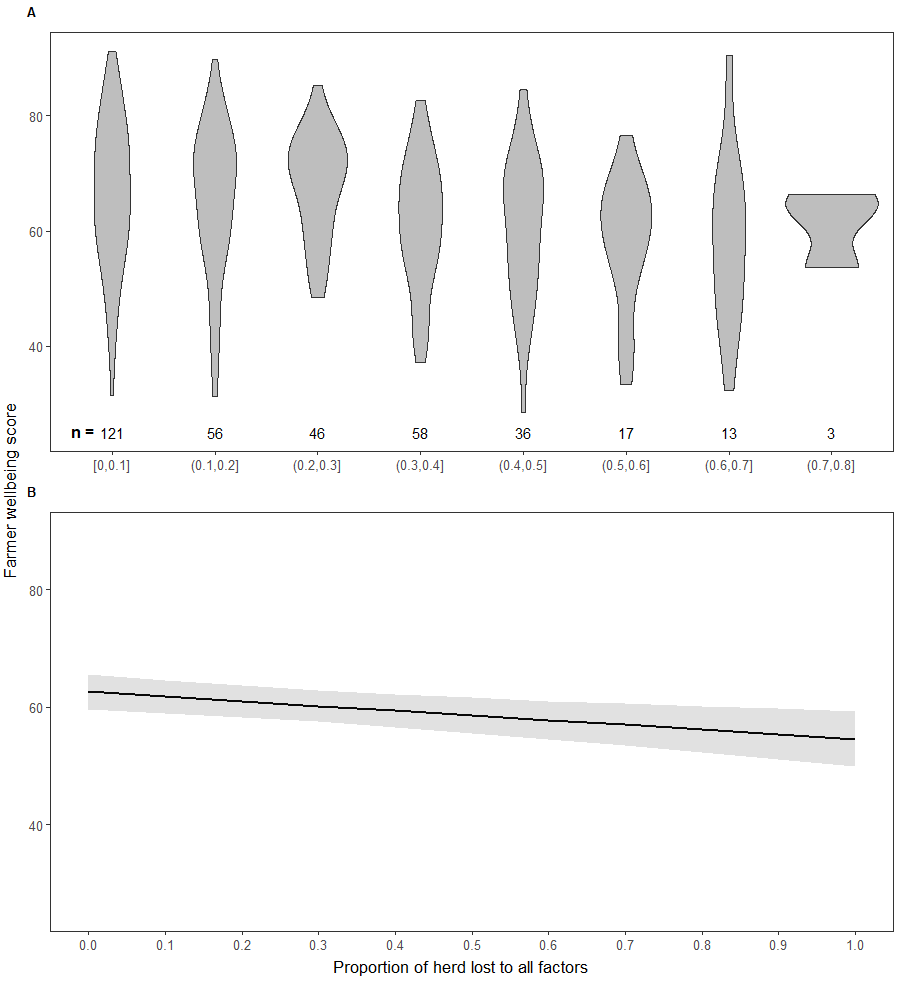 A
80
60
40
n = 121 56 46 58 36 17 13 3
[0,0.1] (0.1,0.2] (0.2,0.3] (0.3,0.4] (0.4,0.5] (0.5,0.6] (0.6,0.7] (0.7,0.8]
Farmer wellbeing score
B
80
60
40
0.0 0.1 0.2 0.3 0.4 0.5 0.6 0.7 0.8 0.9 1.0
Proportion of herd lost to all factors